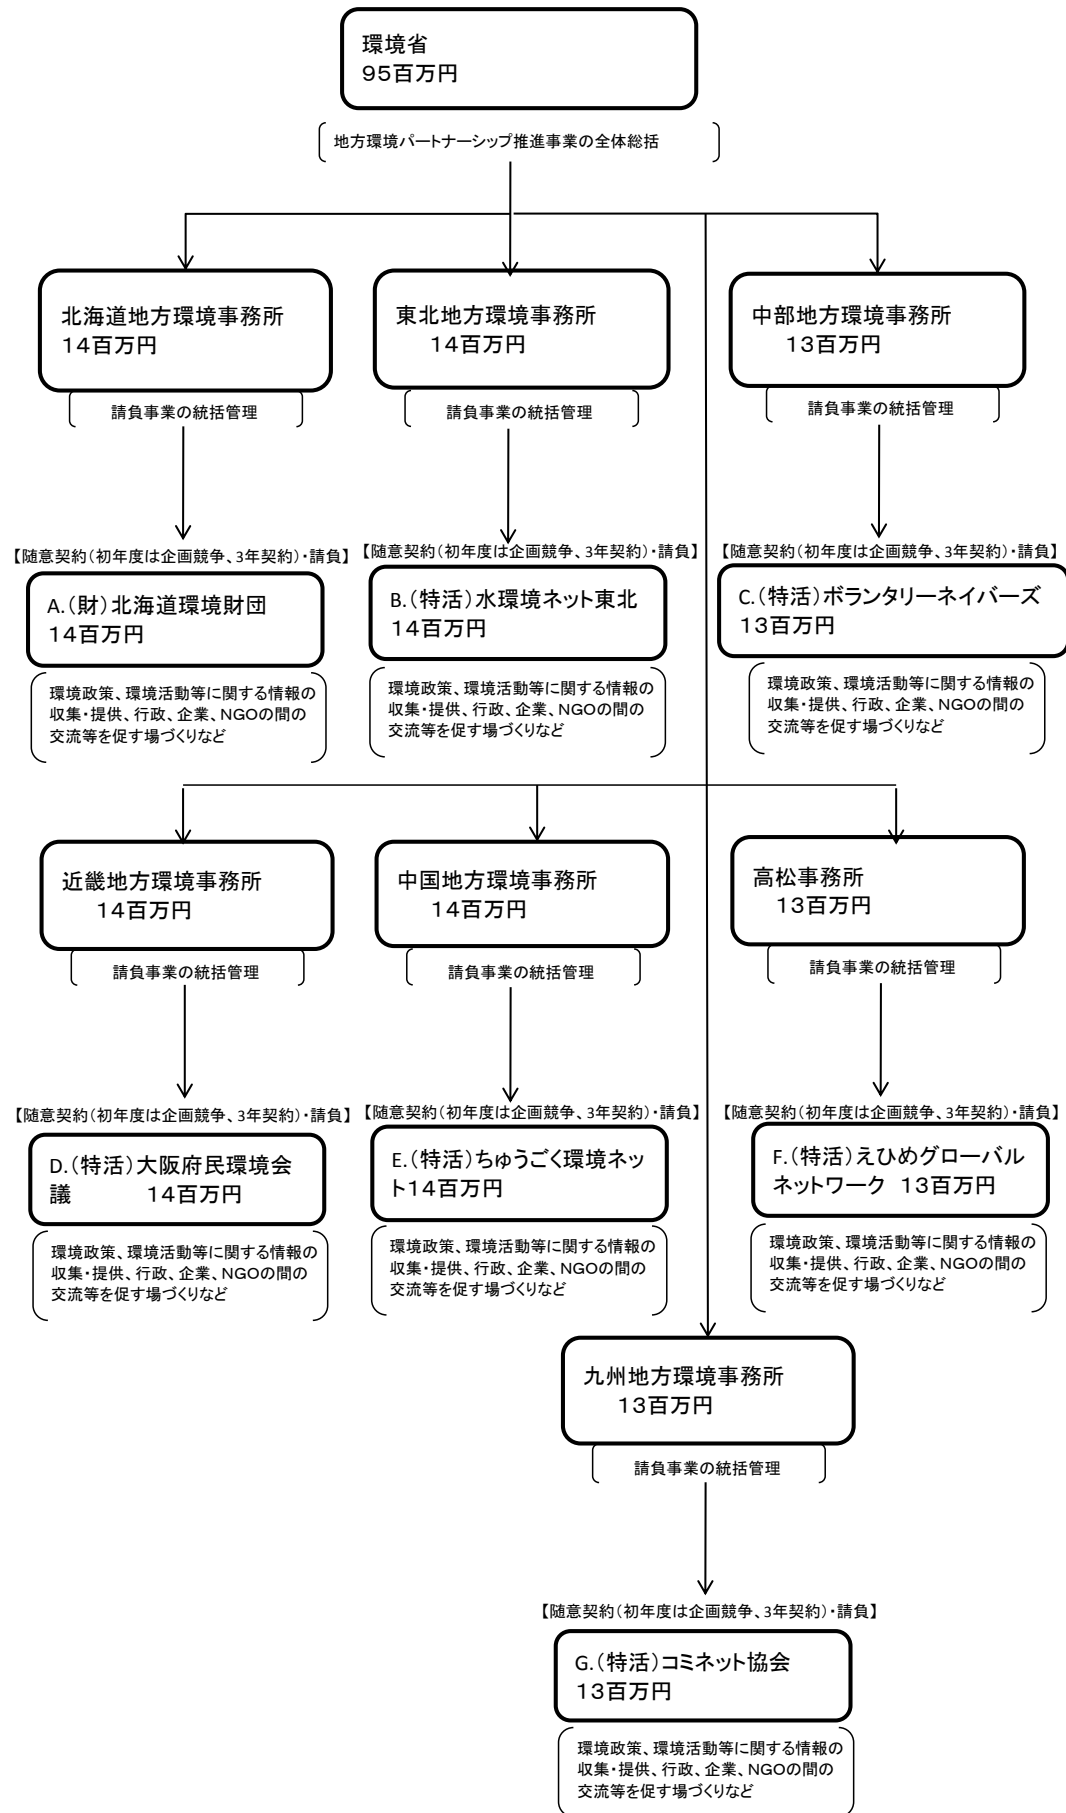 環境省
95百万円
地方環境パートナーシップ推進事業の全体総括
北海道地方環境事務所
14百万円
東北地方環境事務所
14百万円
中部地方環境事務所
13百万円
請負事業の統括管理
請負事業の統括管理
請負事業の統括管理
【随意契約(初年度は企画競争、3年契約)・請負】
【随意契約(初年度は企画競争、3年契約)・請負】
【随意契約(初年度は企画競争、3年契約)・請負】
A.(財)北海道環境財団
14百万円
B.(特活)水環境ネット東北
14百万円
C.(特活)ボランタリーネイバーズ
13百万円
環境政策、環境活動等に関する情報の
収集・提供、行政、企業、NGOの間の
交流等を促す場づくりなど
環境政策、環境活動等に関する情報の
収集・提供、行政、企業、NGOの間の
交流等を促す場づくりなど
環境政策、環境活動等に関する情報の
収集・提供、行政、企業、NGOの間の
交流等を促す場づくりなど
近畿地方環境事務所
14百万円
中国地方環境事務所
14百万円
高松事務所
13百万円
請負事業の統括管理
請負事業の統括管理
請負事業の統括管理
【随意契約(初年度は企画競争、3年契約)・請負】
【随意契約(初年度は企画競争、3年契約)・請負】
【随意契約(初年度は企画競争、3年契約)・請負】
D.(特活)大阪府民環境会
議 14百万円
E.(特活)ちゅうごく環境ネッ
ト14百万円
F.(特活)えひめグローバル
ネットワーク 13百万円
環境政策、環境活動等に関する情報の
収集・提供、行政、企業、NGOの間の
交流等を促す場づくりなど
環境政策、環境活動等に関する情報の
収集・提供、行政、企業、NGOの間の
交流等を促す場づくりなど
環境政策、環境活動等に関する情報の
収集・提供、行政、企業、NGOの間の
交流等を促す場づくりなど
九州地方環境事務所
13百万円
請負事業の統括管理
【随意契約(初年度は企画競争、3年契約)・請負】
G.(特活)コミネット協会
13百万円
環境政策、環境活動等に関する情報の
収集・提供、行政、企業、NGOの間の
交流等を促す場づくりなど